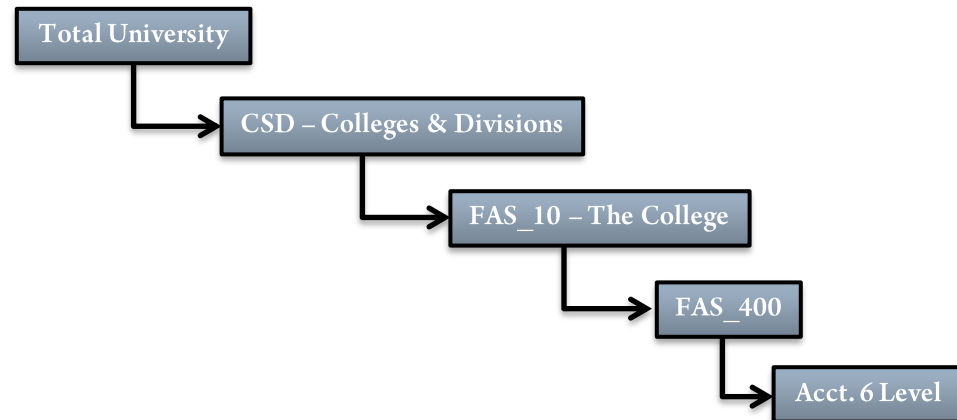 Total University
CSD – Colleges & Divisions
FAS_10 – The College
FAS_400
Acct. 6 Level